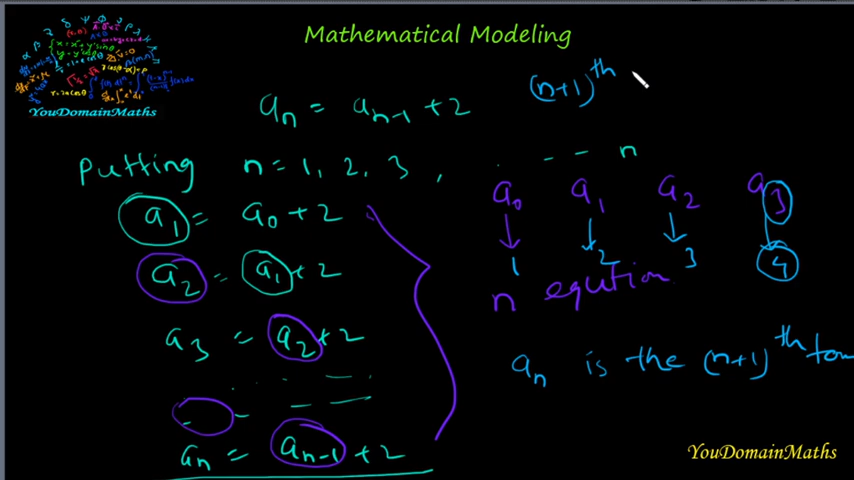 Mathematical Modeling
YouDomainMaths
aₙ = aₙ₋₁ + 2
(n+1)ᵗʰ
Putting n = 1, 2, 3, . - - n
a₁ = a₀ + 2
a₂ = a₁ + 2
a₃ = a₂ + 2
aₙ = aₙ₋₁ + 2
a₀ a₁ a₂ a₃
1 2 3 4
n eqution
aₙ is the (n+1)ᵗʰ
YouDomainMaths